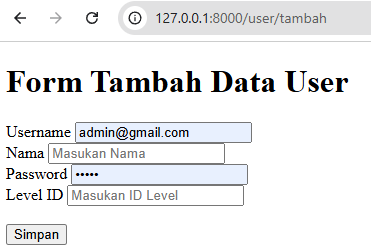 127.0.0.1:8000/user/tambah
Form Tambah Data User
Username admin@gmail.com
Nama Masukan Nama
Password •••••
Level ID Masukan ID Level
Simpan